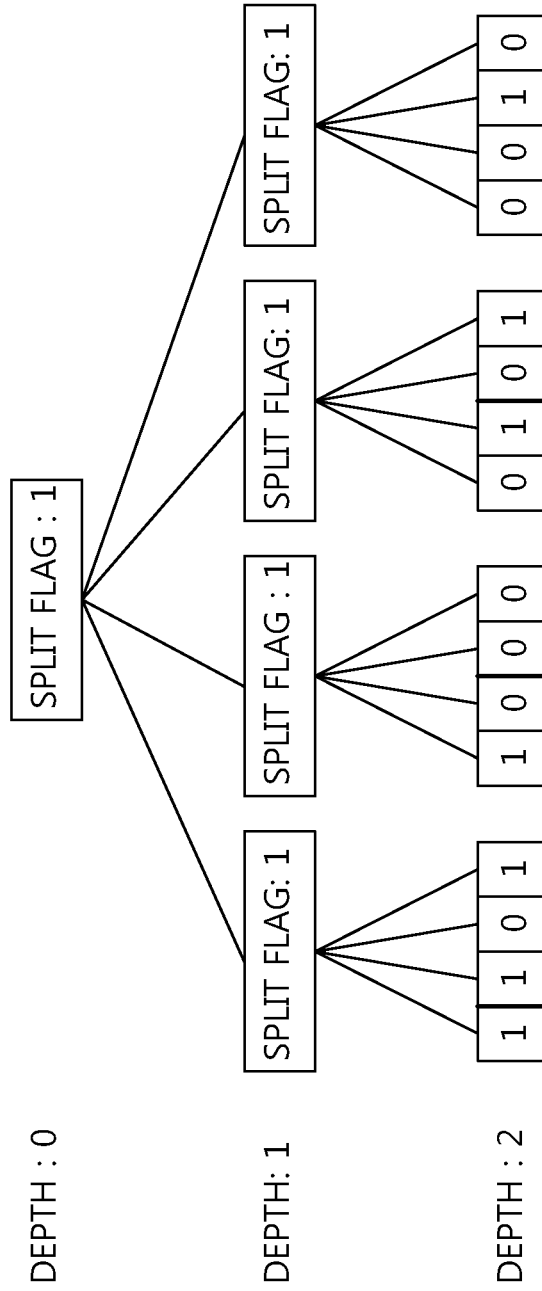 DEPTH : 0
SPLIT FLAG : 1
DEPTH: 1
SPLIT FLAG: 1
SPLIT FLAG : 1
SPLIT FLAG: 1
SPLIT FLAG: 1
DEPTH : 2
1 1 0 1
1 0 0 0
0 1 0 1
0 0 1 0